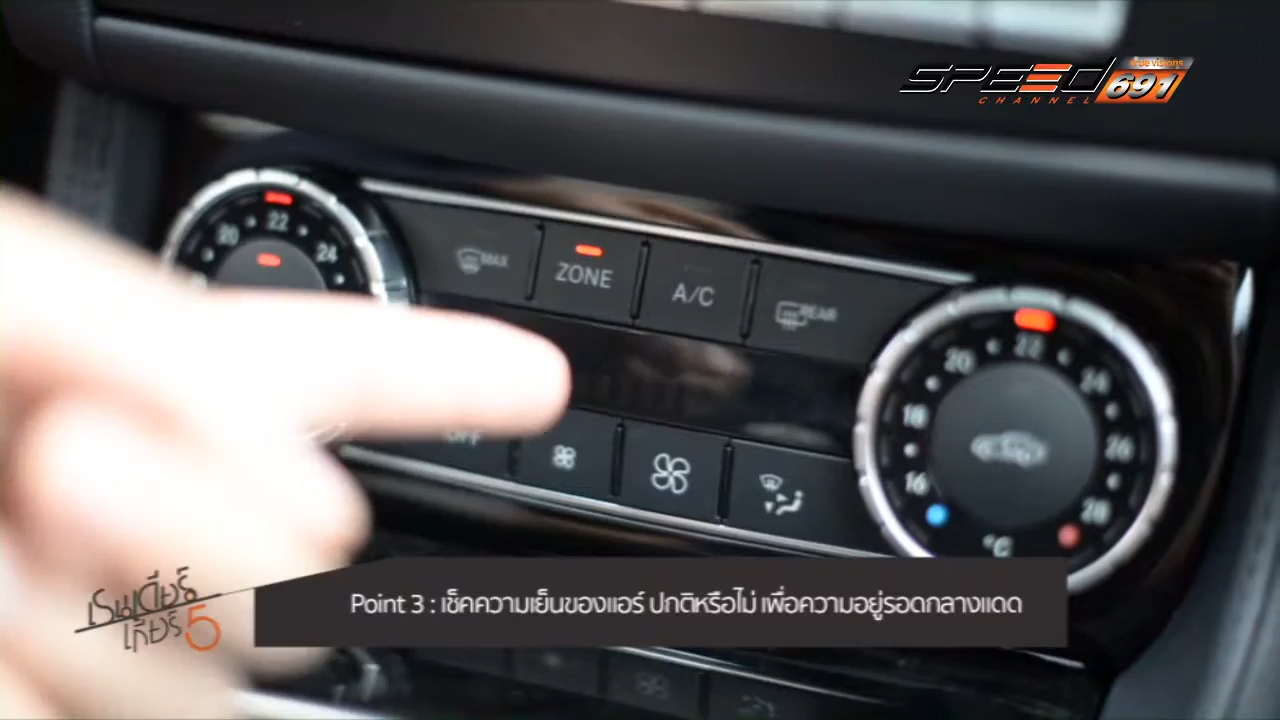 true visions
SPEED 691
CHANNEL
22
20
24
MAX
ZONE
A/C
REAR
OFF
22
20
24
18
26
16
28
°C
เริ่มเกียร์
เกียร์ 5
Point 3 : เช็คความเย็นของแอร์ ปกติหรือไม่ เพื่อความอยู่รอดกลางแดด